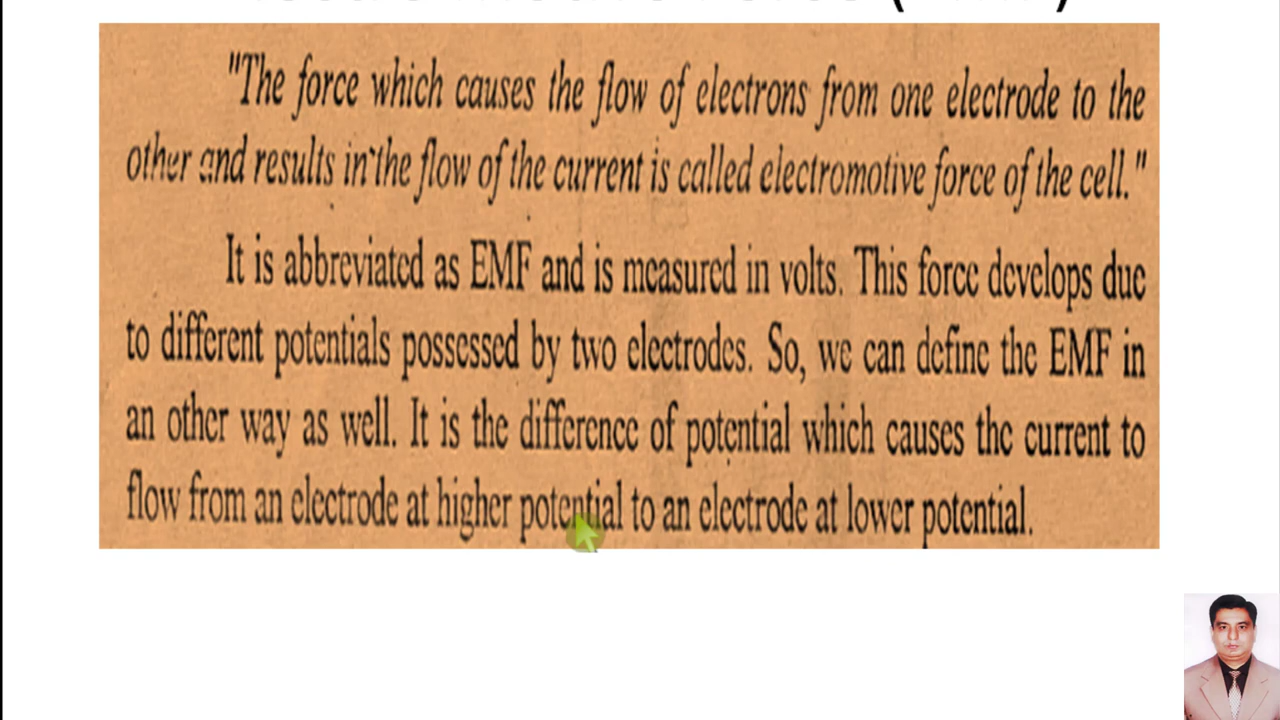 "The force which causes the flow of electrons from one electrode to the
other and results in the flow of the current is called electromotive force of the cell."
It is abbreviated as EMF and is measured in volts. This force develops due
to different potentials possessed by two electrodes. So, we can define the EMF in
an other way as well. It is the difference of potential which causes the current to
flow from an electrode at higher potential to an electrode at lower potential.